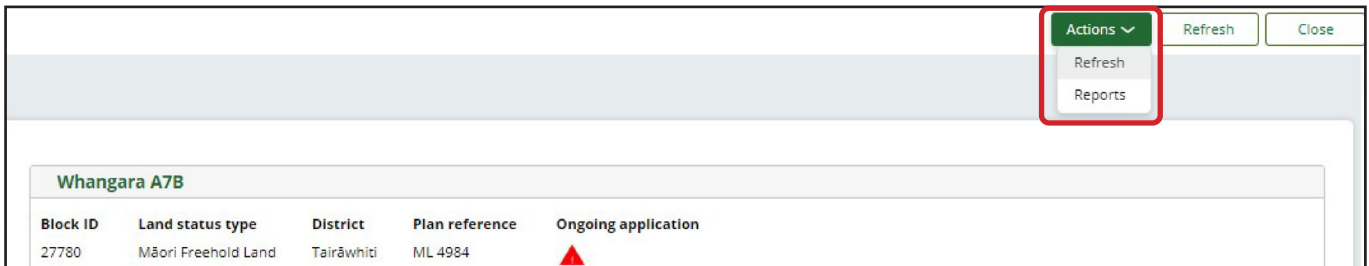 Actions Refresh Close
Refresh
Reports
Whangara A7B
Block ID Land status type District Plan reference Ongoing application
27780 Māori Freehold Land Tairāwhiti ML 4984